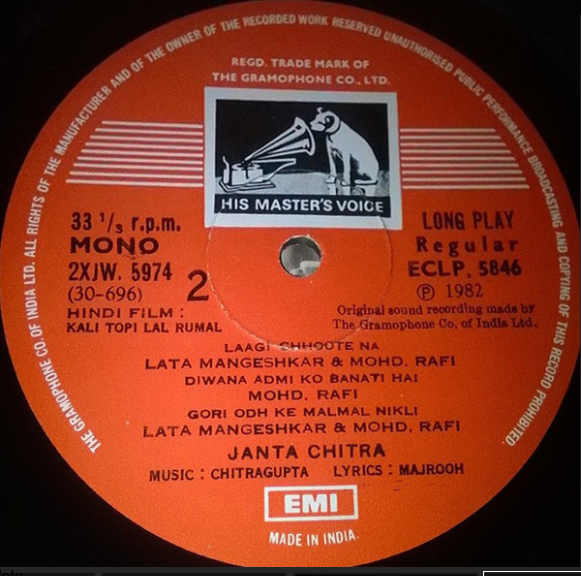 THE GRAMOPHONE CO. OF INDIA LTD. ALL RIGHTS OF THE MANUFACTURER AND OF THE OWNER OF THE RECORDED WORK RESERVED UNAUTHORISED PUBLIC PERFORMANCE BROADCASTING AND COPYING OF THIS RECORD PROHIBITED.
REGD. TRADE MARK OF
THE GRAMOPHONE CO., LTD.
HIS MASTER'S VOICE
33 1/3 r.p.m.
MONO
2XJW. 5974
(30-696)
2
HINDI FILM :
KALI TOPI LAL RUMAL
LONG PLAY
Regular
ECLP. 5846
Ⓟ 1982
Original sound recording made by
The Gramophone Co, of India Ltd.
LAAGI CHHOOTE NA
LATA MANGESHKAR & MOHD. RAFI
DIWANA ADMI KO BANATI HAI
MOHD. RAFI
GORI ODH KE MALMAL NIKLI
LATA MANGESHKAR & MOHD. RAFI
JANTA CHITRA
MUSIC : CHITRAGUPTA LYRICS : MAJROOH
EMI
MADE IN INDIA.